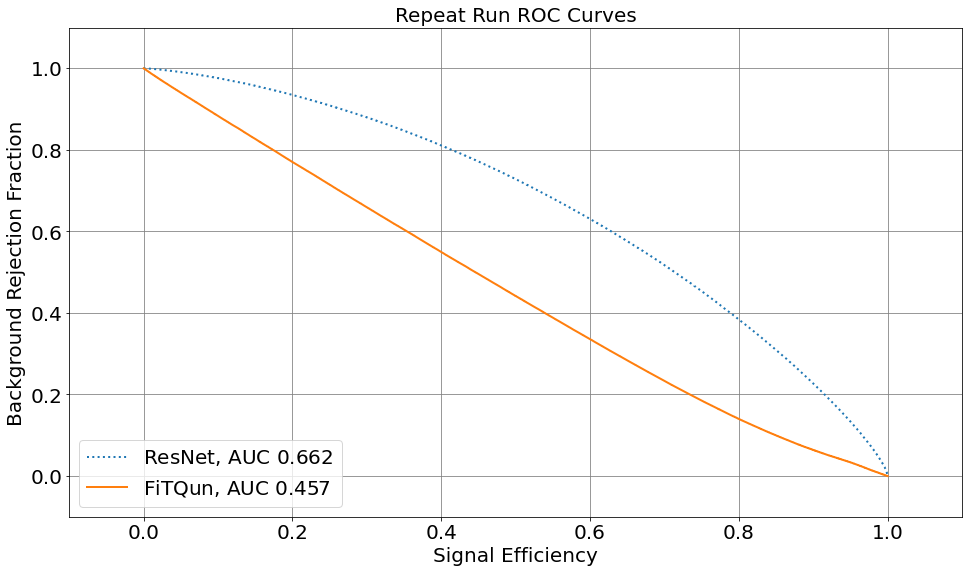 Repeat Run ROC Curves
Background Rejection Fraction
1.0
0.8
0.6
0.4
0.2
0.0
ResNet, AUC 0.662
FiTQun, AUC 0.457
0.0 0.2 0.4 0.6 0.8 1.0
Signal Efficiency